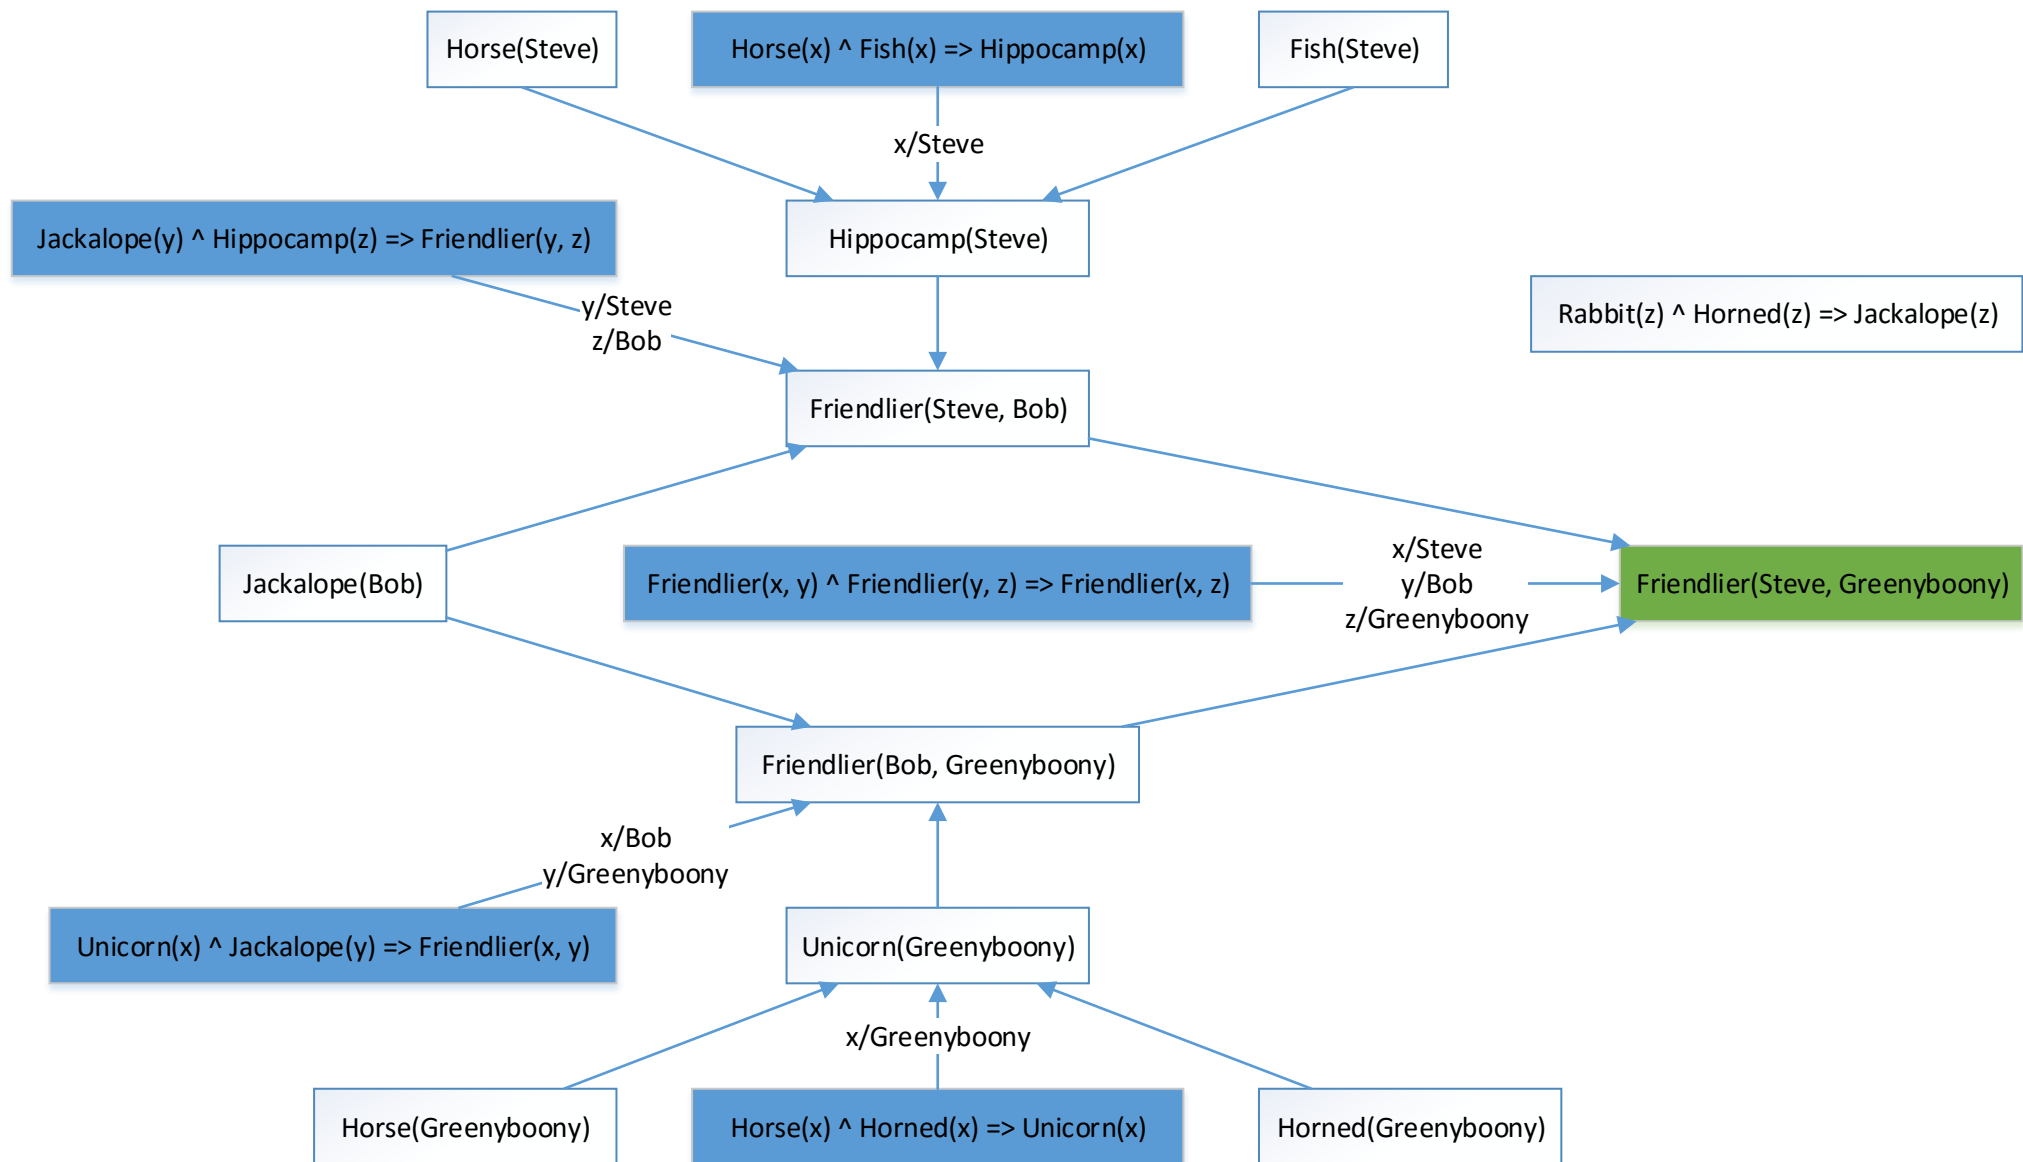 Horse(Steve)
Horse(x) ^ Fish(x) => Hippocamp(x)
Fish(Steve)
x/Steve
Jackalope(y) ^ Hippocamp(z) => Friendlier(y, z)
Hippocamp(Steve)
y/Steve
z/Bob
Rabbit(z) ^ Horned(z) => Jackalope(z)
Friendlier(Steve, Bob)
Jackalope(Bob)
Friendlier(x, y) ^ Friendlier(y, z) => Friendlier(x, z)
x/Steve
y/Bob
z/Greenyboony
Friendlier(Steve, Greenyboony)
Friendlier(Bob, Greenyboony)
x/Bob
y/Greenyboony
Unicorn(x) ^ Jackalope(y) => Friendlier(x, y)
Unicorn(Greenyboony)
x/Greenyboony
Horse(Greenyboony)
Horse(x) ^ Horned(x) => Unicorn(x)
Horned(Greenyboony)